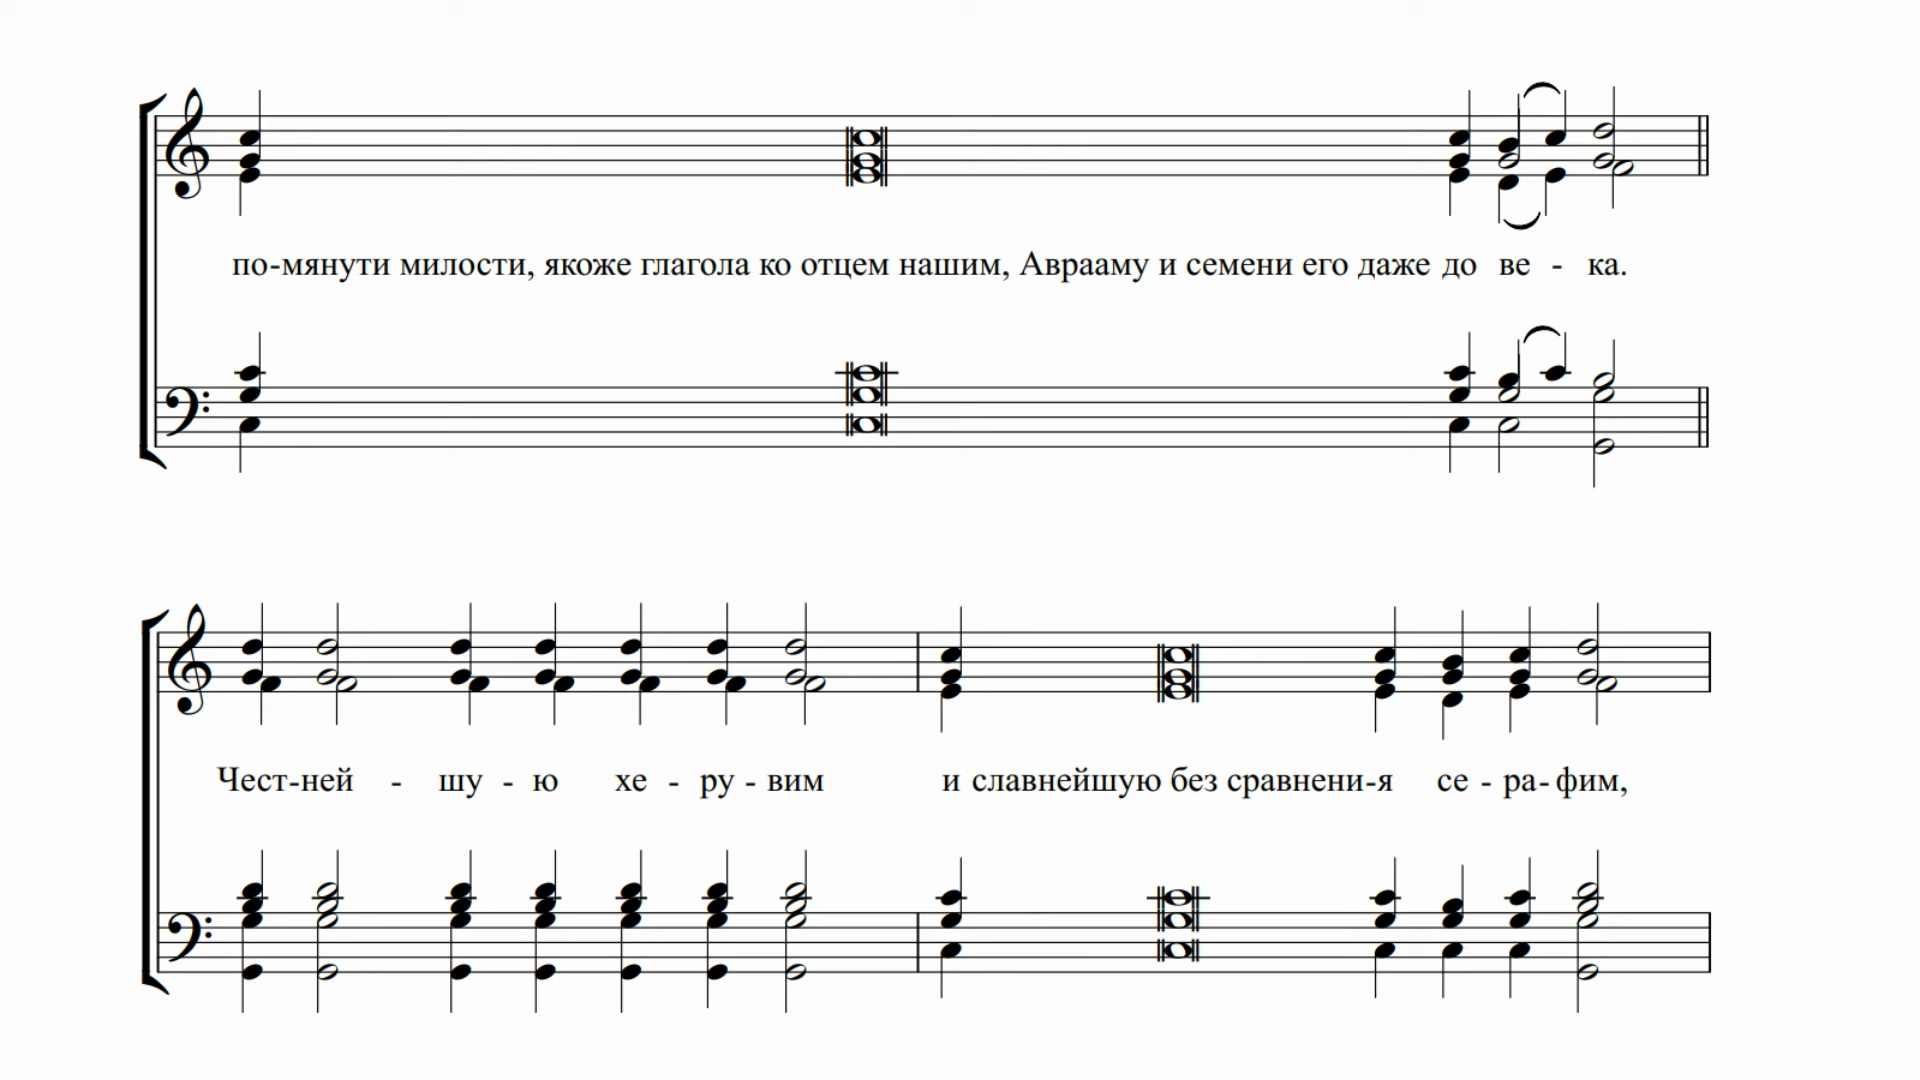 по-мянути милости, якоже глагола ко отцем нашим, Аврааму и семени его даже до ве - ка.
Чест-ней - шу - ю хе - ру - вим и славнейшую без сравнени-я се - ра-фим,